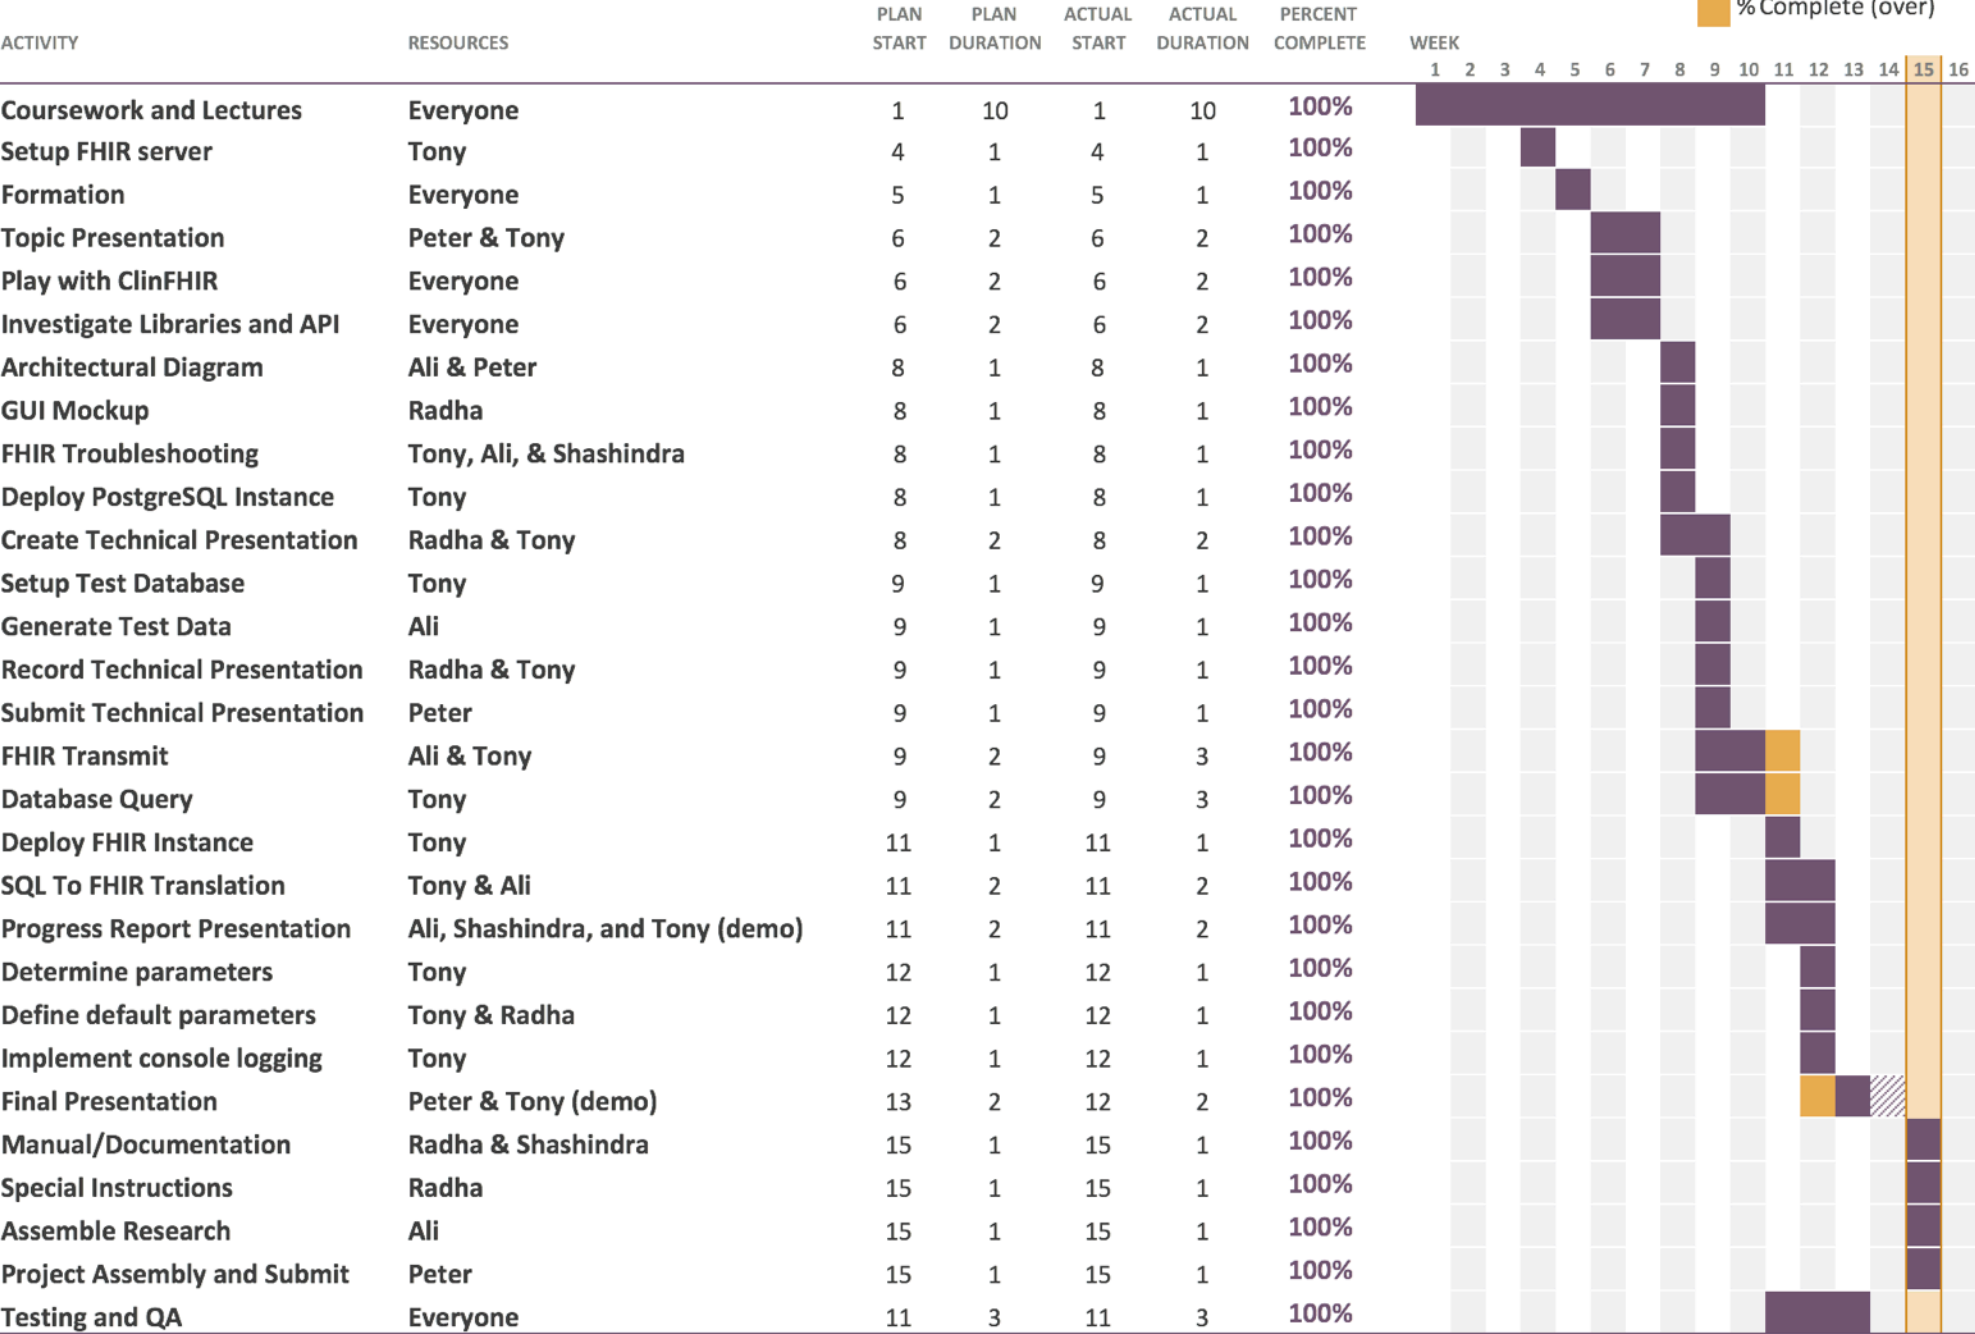 % Complete (over)
PLAN PLAN ACTUAL ACTUAL PERCENT
ACTIVITY RESOURCES START DURATION START DURATION COMPLETE WEEK
1 2 3 4 5 6 7 8 9 10 11 12 13 14 15 16
Coursework and Lectures Everyone 1 10 1 10 100%
Setup FHIR server Tony 4 1 4 1 100%
Formation Everyone 5 1 5 1 100%
Topic Presentation Peter & Tony 6 2 6 2 100%
Play with ClinFHIR Everyone 6 2 6 2 100%
Investigate Libraries and API Everyone 6 2 6 2 100%
Architectural Diagram Ali & Peter 8 1 8 1 100%
GUI Mockup Radha 8 1 8 1 100%
FHIR Troubleshooting Tony, Ali, & Shashindra 8 1 8 1 100%
Deploy PostgreSQL Instance Tony 8 1 8 1 100%
Create Technical Presentation Radha & Tony 8 2 8 2 100%
Setup Test Database Tony 9 1 9 1 100%
Generate Test Data Ali 9 1 9 1 100%
Record Technical Presentation Radha & Tony 9 1 9 1 100%
Submit Technical Presentation Peter 9 1 9 1 100%
FHIR Transmit Ali & Tony 9 2 9 3 100%
Database Query Tony 9 2 9 3 100%
Deploy FHIR Instance Tony 11 1 11 1 100%
SQL To FHIR Translation Tony & Ali 11 2 11 2 100%
Progress Report Presentation Ali, Shashindra, and Tony (demo) 11 2 11 2 100%
Determine parameters Tony 12 1 12 1 100%
Define default parameters Tony & Radha 12 1 12 1 100%
Implement console logging Tony 12 1 12 1 100%
Final Presentation Peter & Tony (demo) 13 2 12 2 100%
Manual/Documentation Radha & Shashindra 15 1 15 1 100%
Special Instructions Radha 15 1 15 1 100%
Assemble Research Ali 15 1 15 1 100%
Project Assembly and Submit Peter 15 1 15 1 100%
Testing and QA Everyone 11 3 11 3 100%